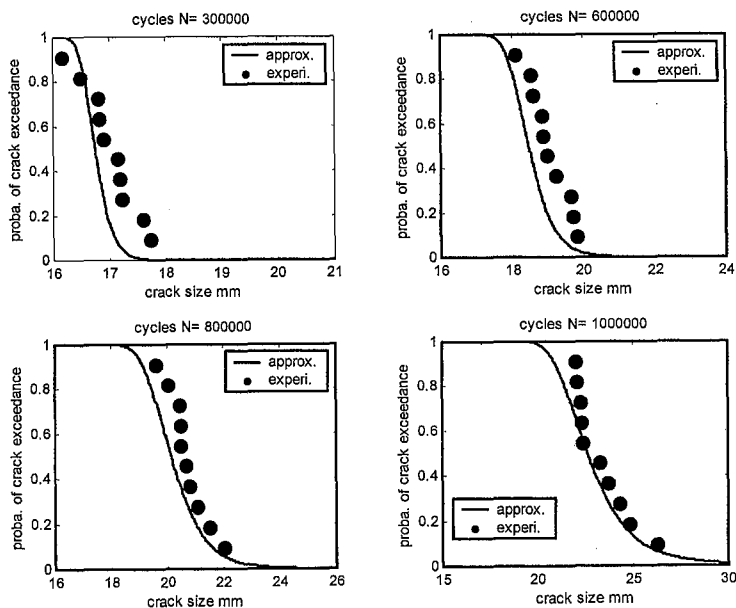 cycles N= 300000
approx.
experi.
proba. of crack exceedance
1
0.8
0.6
0.4
0.2
0
16 17 18 19 20 21
crack size mm
cycles N= 600000
approx.
experi.
proba. of crack exceedance
1
0.8
0.6
0.4
0.2
0
16 18 20 22 24
crack size mm
cycles N= 800000
approx.
experi.
proba. of crack exceedance
1
0.8
0.6
0.4
0.2
0
16 18 20 22 24 26
crack size mm
cycles N= 1000000
approx.
experi.
proba. of crack exceedance
1
0.8
0.6
0.4
0.2
0
15 20 25 30
crack size mm